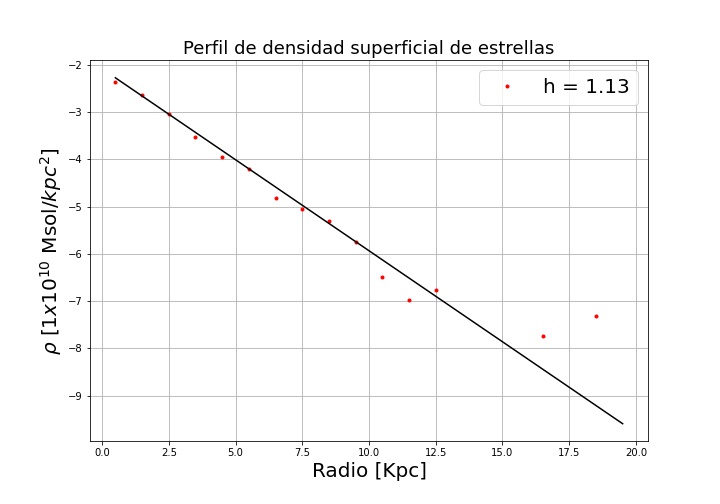 Perfil de densidad superficial de estrellas
h = 1.13
ρ [1x10¹⁰ Msol/kpc²]
−2
−3
−4
−5
−6
−7
−8
−9
0.0 2.5 5.0 7.5 10.0 12.5 15.0 17.5 20.0
Radio [Kpc]